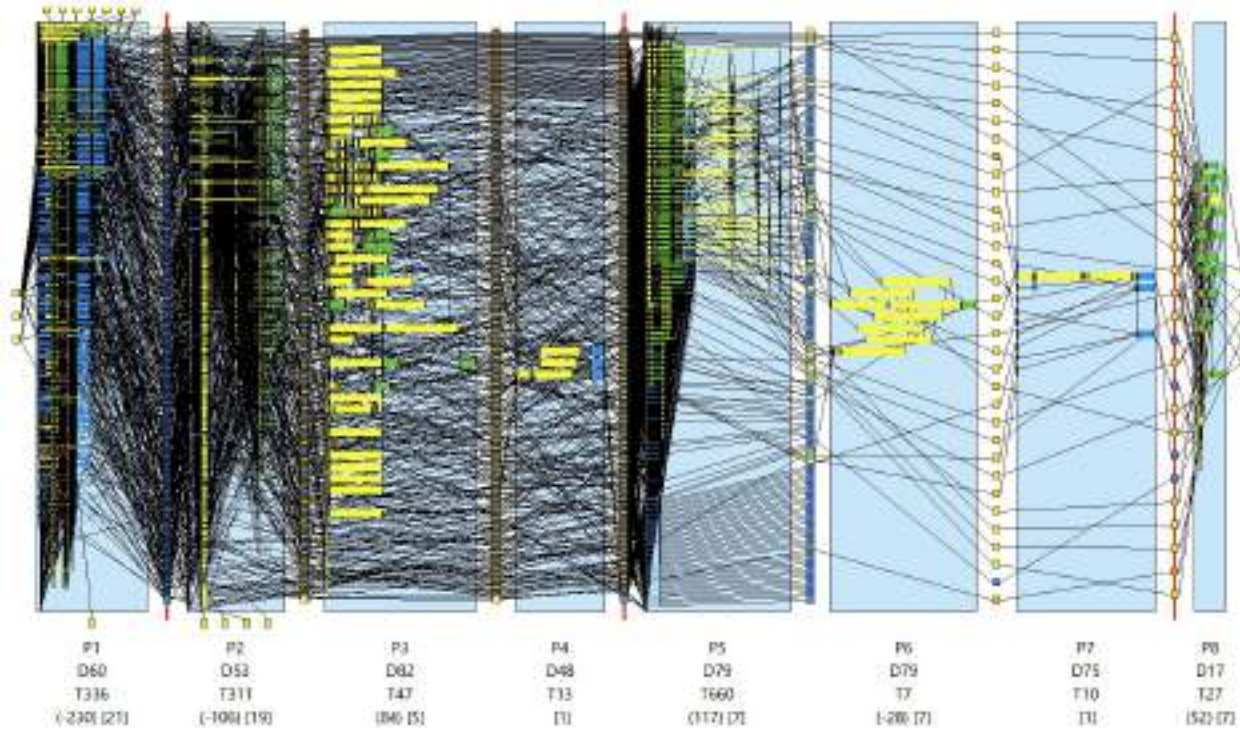 P1 P2 P3 P4 P5 P6 P7 P8
D60 D53 D82 D48 D79 D79 D75 D17
T336 T311 T47 T13 T660 T7 T10 T27
(-230) [21] (-106) [19] (84) [5] [1] (117) [7] (-28) [7] [1] (52) [7]